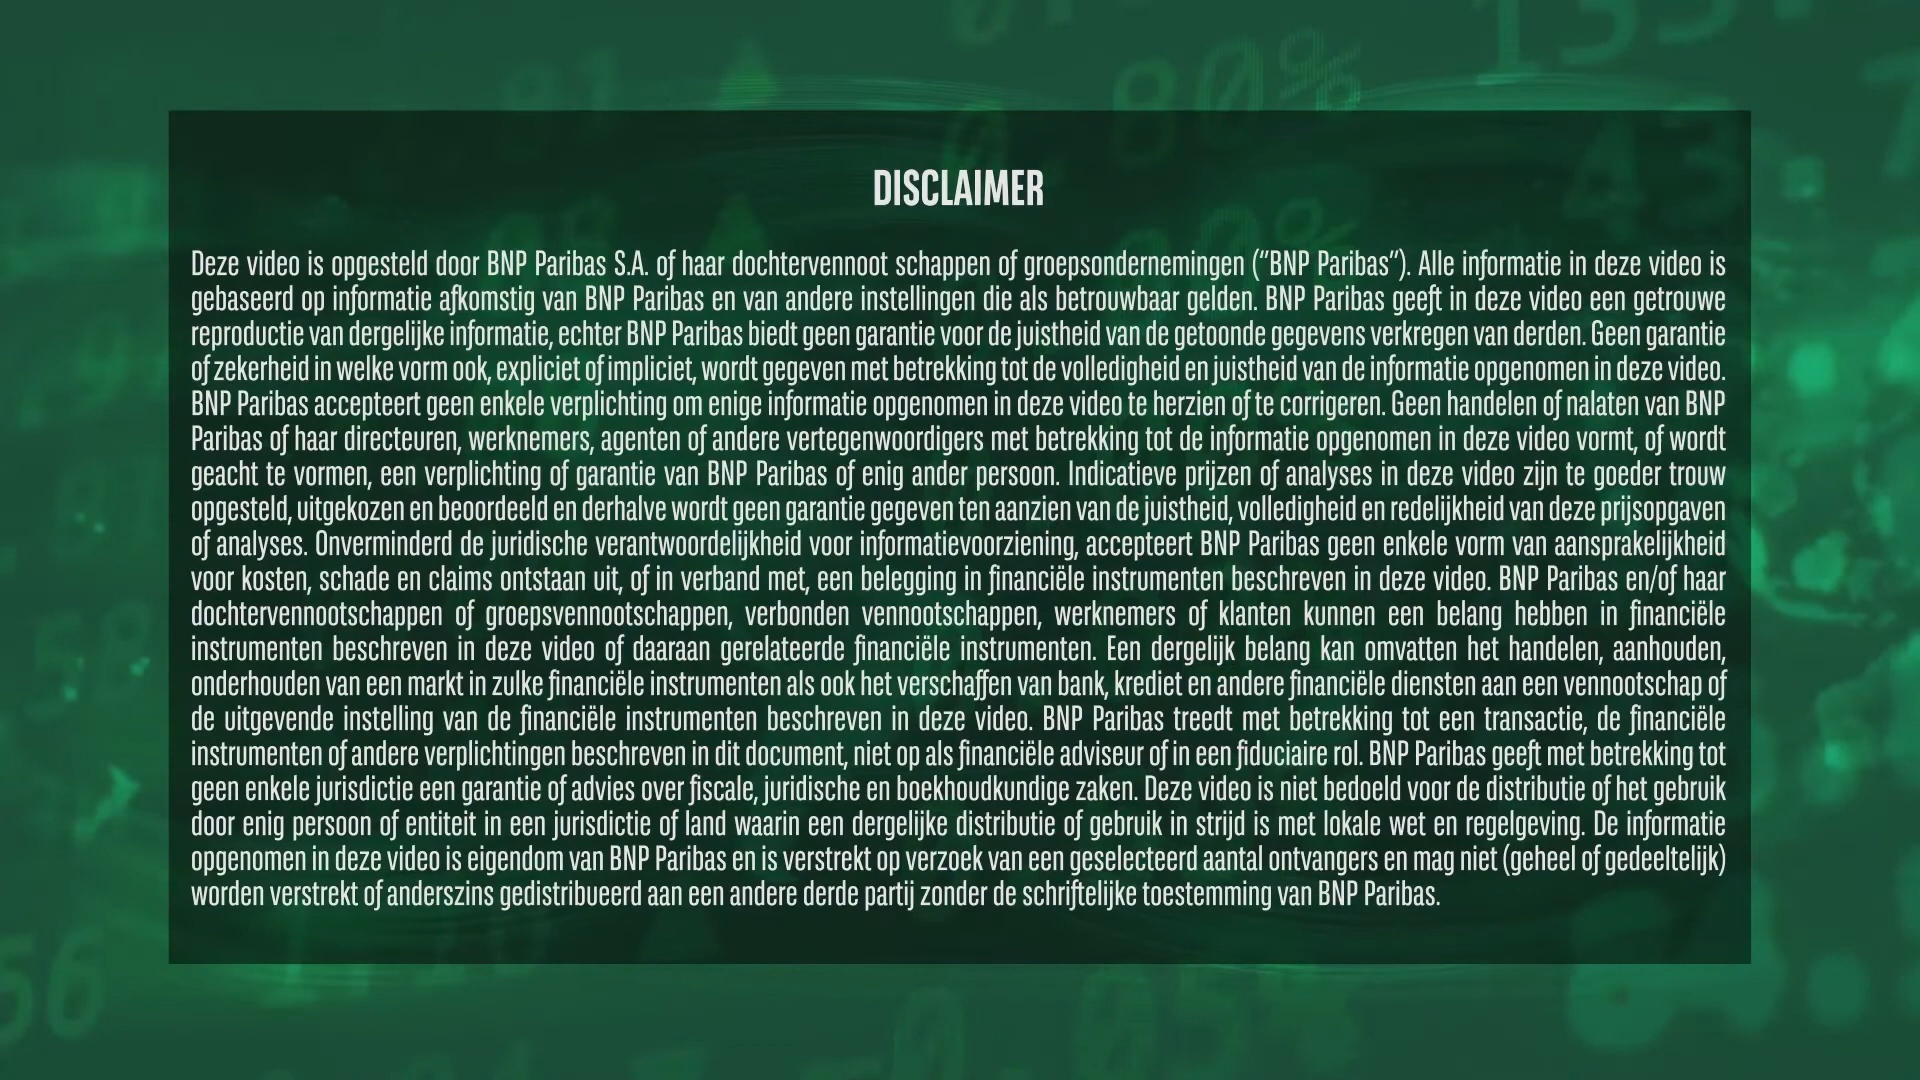 DISCLAIMER
Deze video is opgesteld door BNP Paribas S.A. of haar dochtervennoot schappen of groepsondernemingen (“BNP Paribas”). Alle informatie in deze video is
gebaseerd op informatie afkomstig van BNP Paribas en van andere instellingen die als betrouwbaar gelden. BNP Paribas geeft in deze video een getrouwe
reproductie van dergelijke informatie, echter BNP Paribas biedt geen garantie voor de juistheid van de getoonde gegevens verkregen van derden. Geen garantie
of zekerheid in welke vorm ook, expliciet of impliciet, wordt gegeven met betrekking tot de volledigheid en juistheid van de informatie opgenomen in deze video.
BNP Paribas accepteert geen enkele verplichting om enige informatie opgenomen in deze video te herzien of te corrigeren. Geen handelen of nalaten van BNP
Paribas of haar directeuren, werknemers, agenten of andere vertegenwoordigers met betrekking tot de informatie opgenomen in deze video vormt, of wordt
geacht te vormen, een verplichting of garantie van BNP Paribas of enig ander persoon. Indicatieve prijzen of analyses in deze video zijn te goeder trouw
opgesteld, uitgekozen en beoordeeld en derhalve wordt geen garantie gegeven ten aanzien van de juistheid, volledigheid en redelijkheid van deze prijsopgaven
of analyses. Onverminderd de juridische verantwoordelijkheid voor informatievoorziening, accepteert BNP Paribas geen enkele vorm van aansprakelijkheid
voor kosten, schade en claims ontstaan uit, of in verband met, een belegging in financiële instrumenten beschreven in deze video. BNP Paribas en/of haar
dochtervennootschappen of groepsvennootschappen, verbonden vennootschappen, werknemers of klanten kunnen een belang hebben in financiële
instrumenten beschreven in deze video of daaraan gerelateerde financiële instrumenten. Een dergelijk belang kan omvatten het handelen, aanhouden,
onderhouden van een markt in zulke financiële instrumenten als ook het verschaffen van bank, krediet en andere financiële diensten aan een vennootschap of
de uitgevende instelling van de financiële instrumenten beschreven in deze video. BNP Paribas treedt met betrekking tot een transactie, de financiële
instrumenten of andere verplichtingen beschreven in dit document, niet op als financiële adviseur of in een fiduciaire rol. BNP Paribas geeft met betrekking tot
geen enkele jurisdictie een garantie of advies over fiscale, juridische en boekhoudkundige zaken. Deze video is niet bedoeld voor de distributie of het gebruik
door enig persoon of entiteit in een jurisdictie of land waarin een dergelijke distributie of gebruik in strijd is met lokale wet en regelgeving. De informatie
opgenomen in deze video is eigendom van BNP Paribas en is verstrekt op verzoek van een geselecteerd aantal ontvangers en mag niet (geheel of gedeeltelijk)
worden verstrekt of anderszins gedistribueerd aan een andere derde partij zonder de schriftelijke toestemming van BNP Paribas.